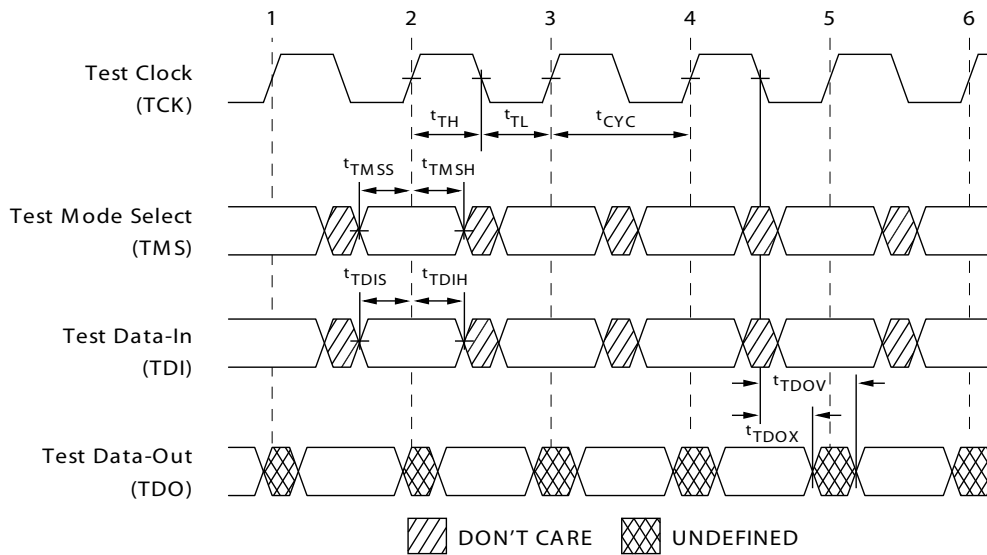 1 2 3 4 5 6
Test Clock
(TCK)
tTH tTL tCYC
tTMSS tTMSH
Test Mode Select
(TMS)
tTDIS tTDIH
Test Data-In
(TDI)
tTDOV
tTDOX
Test Data-Out
(TDO)
DON'T CARE UNDEFINED